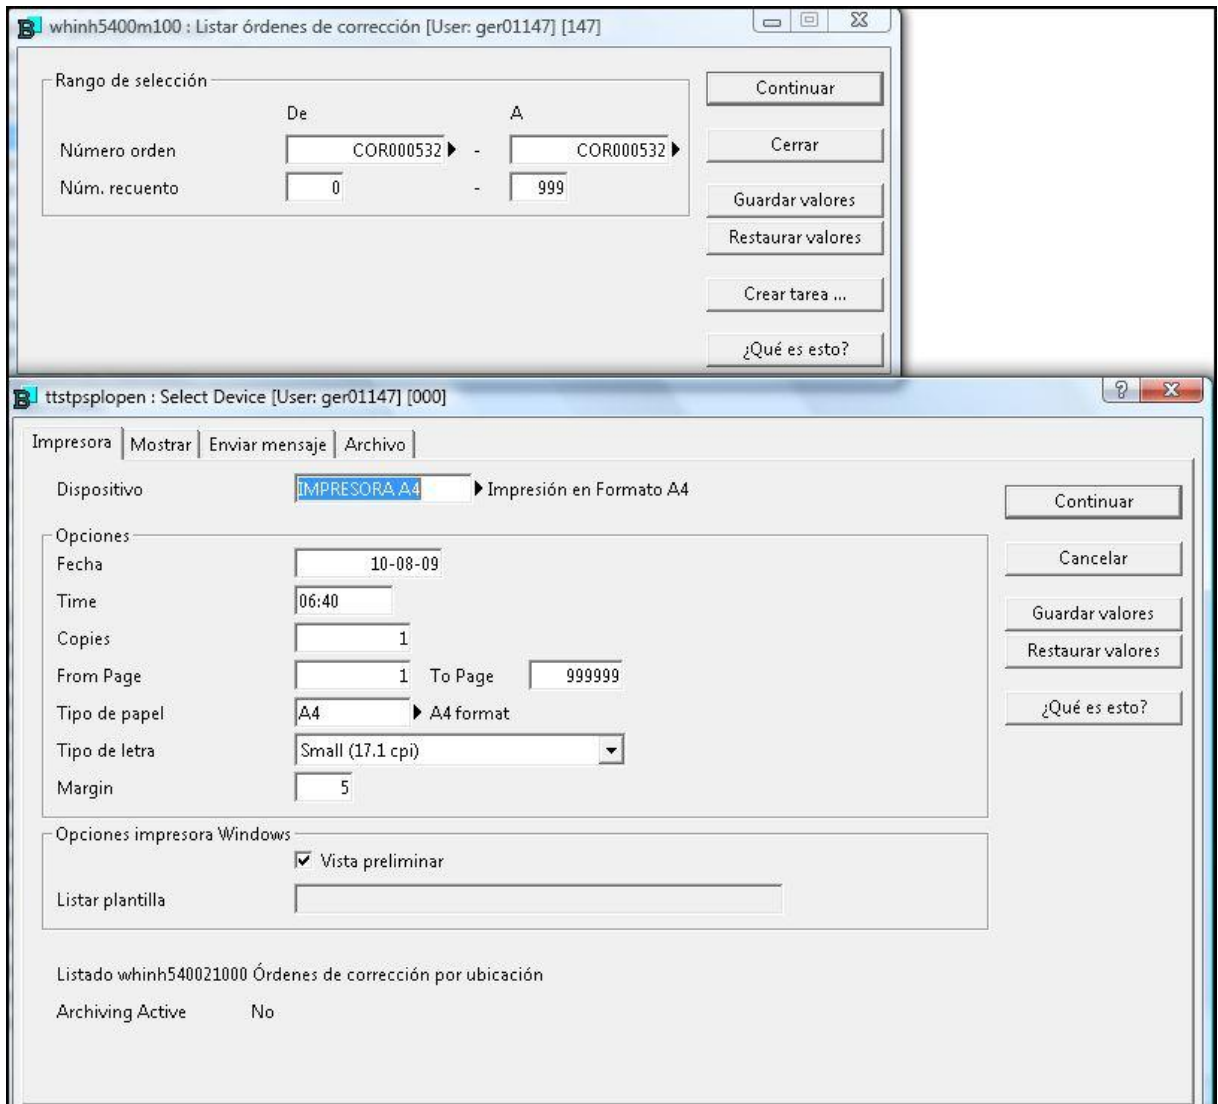 whinh5400m100 : Listar órdenes de corrección [User: ger01147] [147]
Rango de selección
Continuar
De A
Número orden COR000532 - COR000532
Cerrar
Núm. recuento 0 - 999
Guardar valores
Restaurar valores
Crear tarea ...
¿Qué es esto?
ttstpsplopen : Select Device [User: ger01147] [000]
Impresora Mostrar Enviar mensaje Archivo
Dispositivo IMPRESORA A4 Impresión en Formato A4
Continuar
Opciones
Fecha 10-08-09
Cancelar
Time 06:40
Guardar valores
Copies 1
Restaurar valores
From Page 1 To Page 999999
Tipo de papel A4 A4 format
¿Qué es esto?
Tipo de letra Small (17.1 cpi)
Margin 5
Opciones impresora Windows
Vista preliminar
Listar plantilla
Listado whinh540021000 Órdenes de corrección por ubicación
Archiving Active No